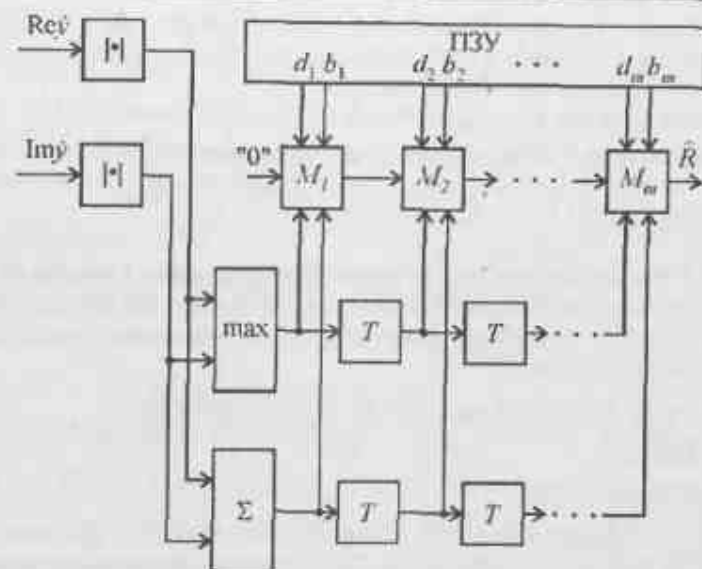 Reẏ
|•|
ПЗУ
d₁ b₁ d₂ b₂ · · · dₘ bₘ
Imẏ
|•|
"0"
M₁
M₂
· · ·
Mₘ
R̂
max
T
T
· · ·
Σ
T
T
· · ·